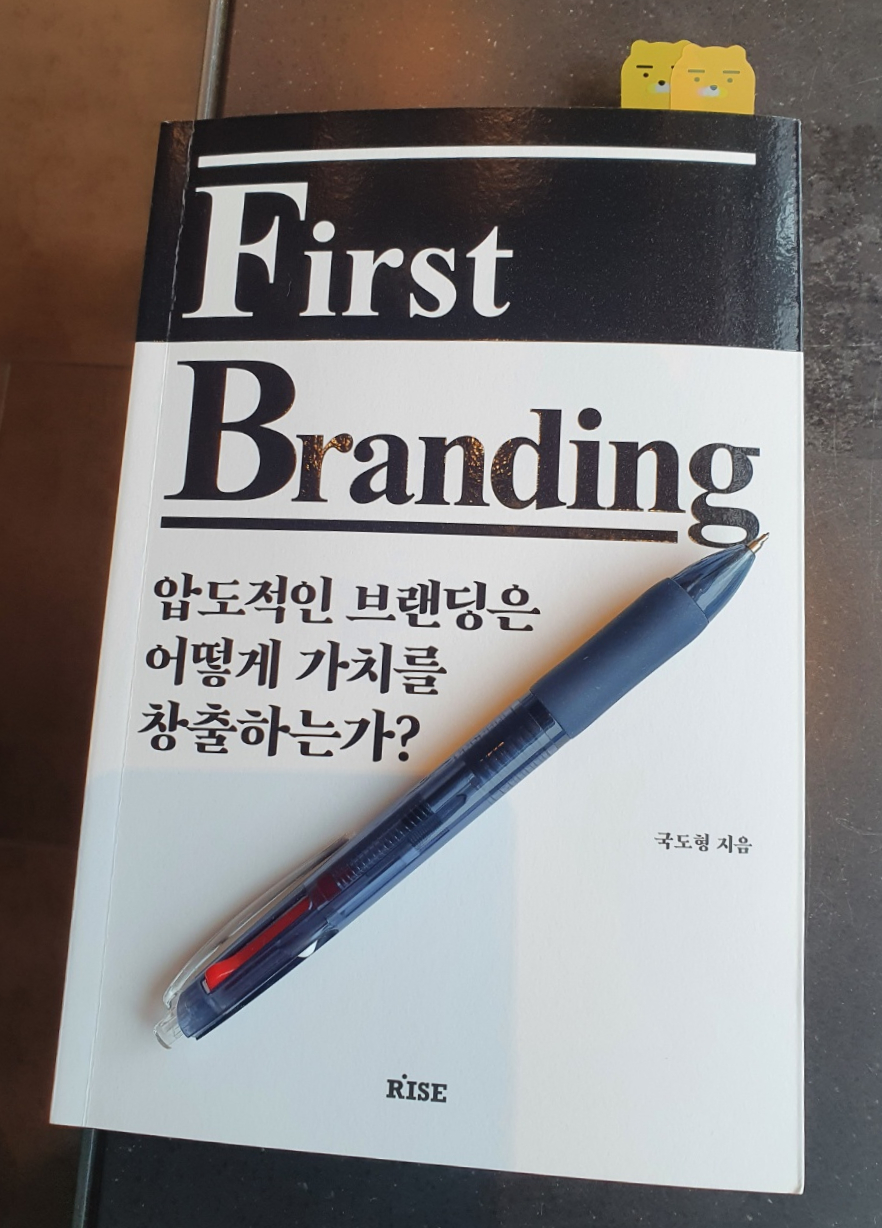 First
Branding
압도적인 브랜딩은
어떻게 가치를
창출하는가?
국도형 지음
RISE